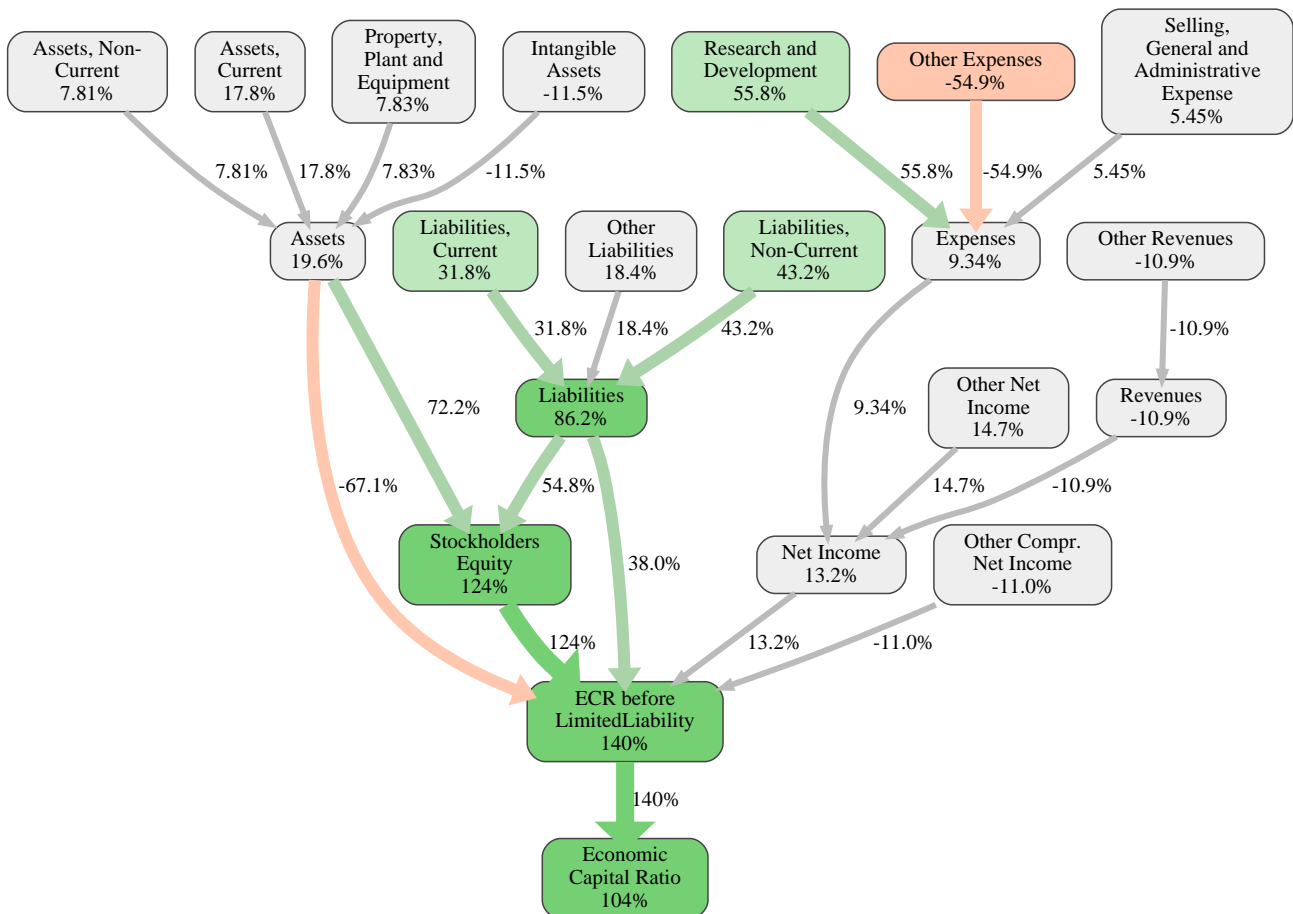 Assets, Non-
Current
7.81%
Assets,
Current
17.8%
Property,
Plant and
Equipment
7.83%
Intangible
Assets
-11.5%
Research and
Development
55.8%
Other Expenses
-54.9%
Selling,
General and
Administrative
Expense
5.45%
7.81%
17.8%
7.83%
-11.5%
55.8%
-54.9%
5.45%
Assets
19.6%
Liabilities,
Current
31.8%
Other
Liabilities
18.4%
Liabilities,
Non-Current
43.2%
Expenses
9.34%
Other Revenues
-10.9%
31.8%
18.4%
43.2%
-10.9%
72.2%
Liabilities
86.2%
9.34%
Other Net
Income
14.7%
Revenues
-10.9%
-67.1%
54.8%
14.7%
-10.9%
Stockholders
Equity
124%
38.0%
Net Income
13.2%
Other Compr.
Net Income
-11.0%
124%
13.2%
-11.0%
ECR before
LimitedLiability
140%
140%
Economic
Capital Ratio
104%